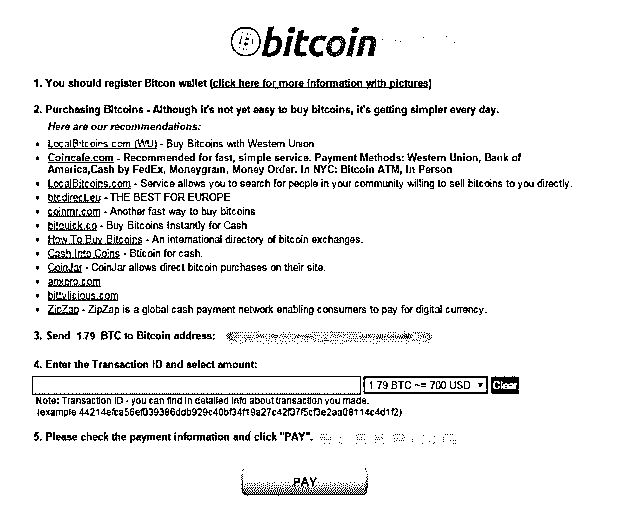 bitcoin
1. You should register Bitcon wallet (click here for more information with pictures)
2. Purchasing Bitcoins - Although it's not yet easy to buy bitcoins, it's getting simpler every day.
Here are our recommendations:
• LocalBitcoins.com (WU) - Buy Bitcoins with Western Union
• Coincafe.com - Recommended for fast, simple service. Payment Methods: Western Union, Bank of
America,Cash by FedEx, Moneygram, Money Order. In NYC: Bitcoin ATM, In Person
• LocalBitcoins.com - Service allows you to search for people in your community willing to sell bitcoins to you directly.
• btcdirect.eu - THE BEST FOR EUROPE
• coinmr.com - Another fast way to buy bitcoins
• bitquick.co - Buy Bitcoins Instantly for Cash
• How To Buy Bitcoins - An international directory of bitcoin exchanges.
• Cash Into Coins - Bitcoin for cash.
• CoinJar - CoinJar allows direct bitcoin purchases on their site.
• anxpro.com
• bittylicious.com
• ZipZap - ZipZap is a global cash payment network enabling consumers to pay for digital currency.
3. Send 1.79 BTC to Bitcoin address:
4. Enter the Transaction ID and select amount:
1.79 BTC ~= 700 USD Clear
Note: Transaction ID - you can find in detailed info about transaction you made.
(example
5. Please check the payment information and click "PAY".
PAY